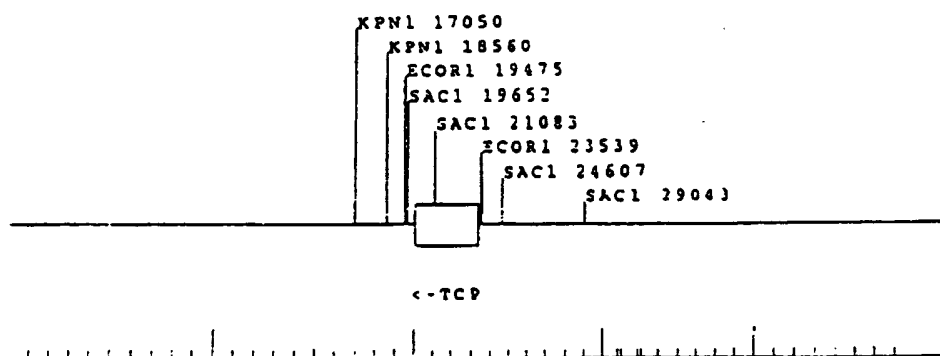 KPN1 17050
KPN1 18560
ECOR1 19475
SAC1 19652
SAC1 21083
ECOR1 23539
SAC1 24607
SAC1 29043
<-TCP